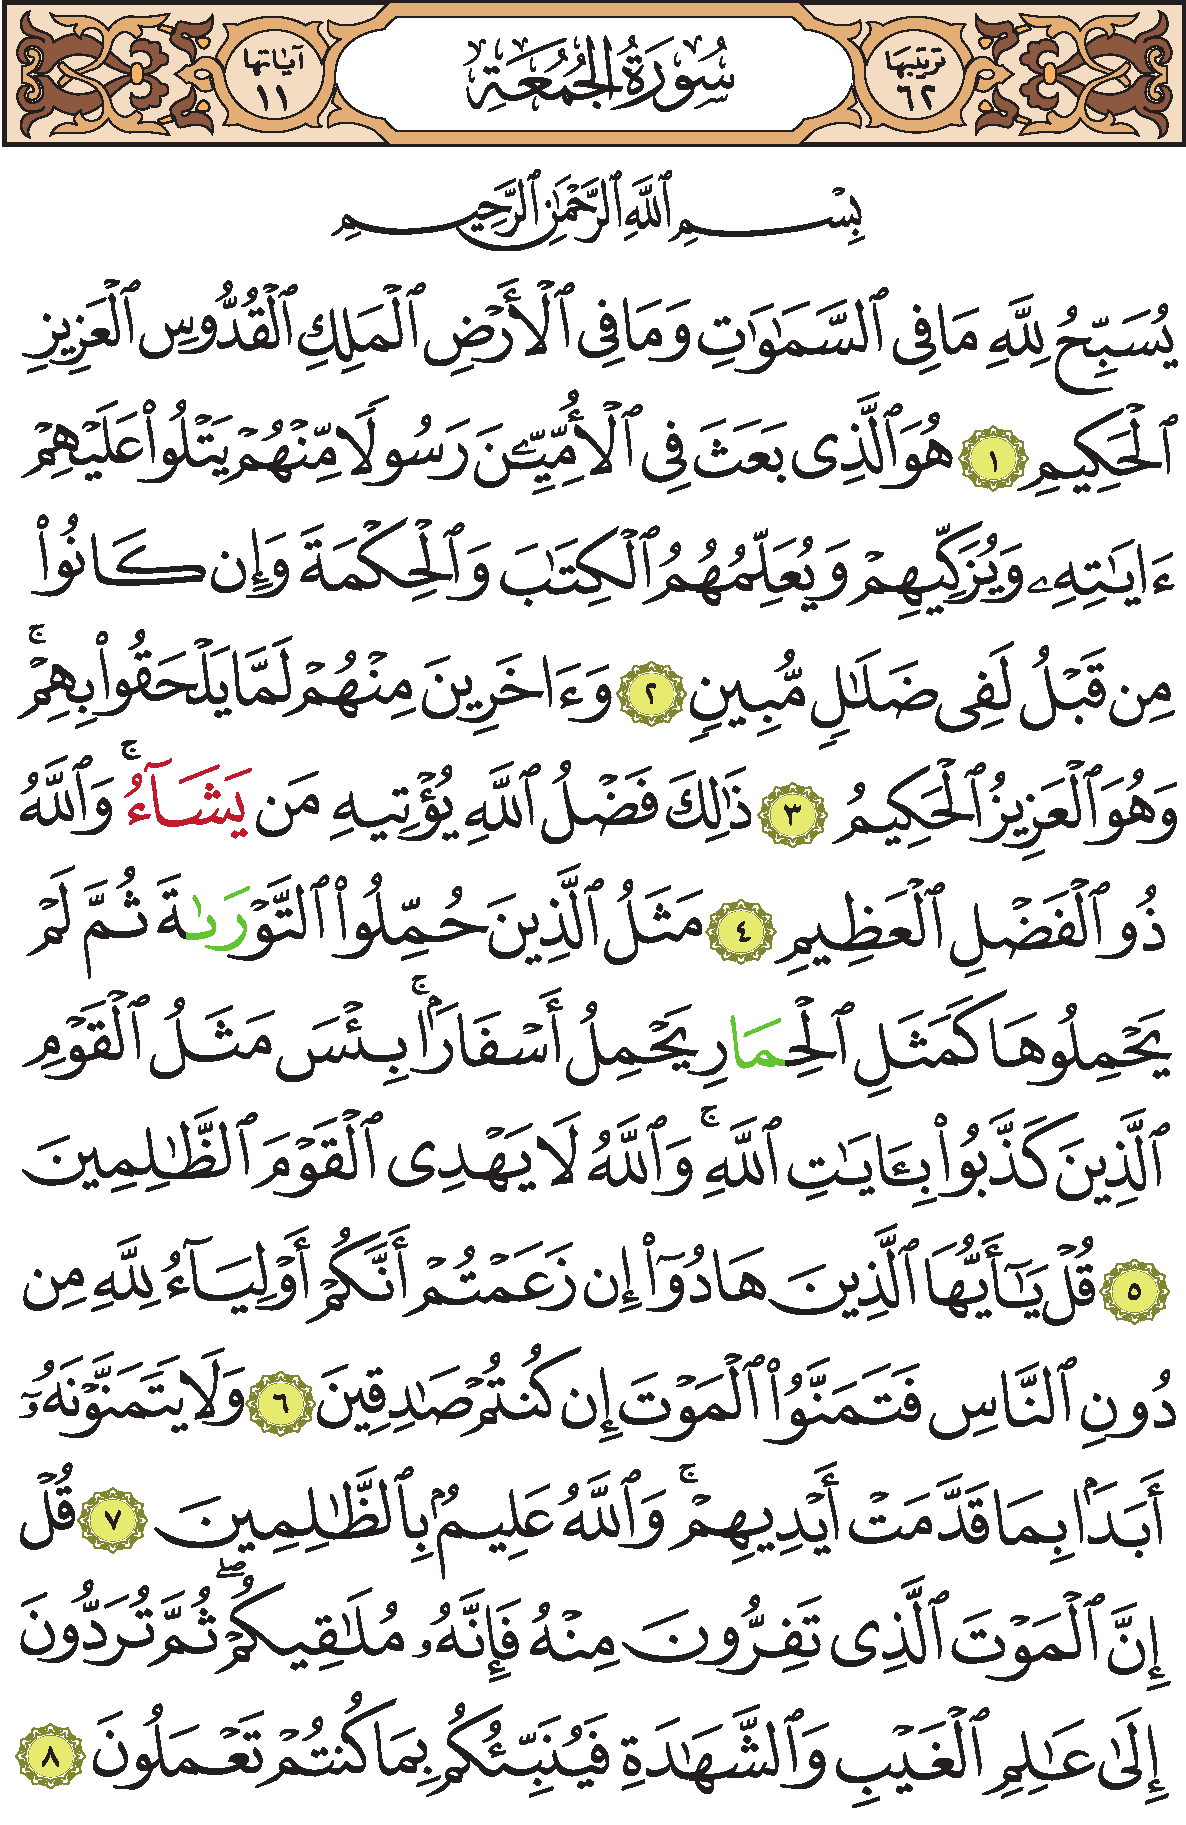 ترتيبها ٦٢ سُورَةُ الجُمُعَةِ آياتها ١١
بِسْمِ ٱللَّهِ ٱلرَّحْمَٰنِ ٱلرَّحِيمِ
يُسَبِّحُ لِلَّهِ مَا فِى ٱلسَّمَٰوَٰتِ وَمَا فِى ٱلْأَرْضِ ٱلْمَلِكِ ٱلْقُدُّوسِ ٱلْعَزِيزِ
ٱلْحَكِيمِ ١ هُوَ ٱلَّذِى بَعَثَ فِى ٱلْأُمِّيِّـۧنَ رَسُولًا مِّنْهُمْ يَتْلُوا۟ عَلَيْهِمْ
ءَايَٰتِهِۦ وَيُزَكِّيهِمْ وَيُعَلِّمُهُمُ ٱلْكِتَٰبَ وَٱلْحِكْمَةَ وَإِن كَانُوا۟
مِن قَبْلُ لَفِى ضَلَٰلٍ مُّبِينٍ ٢ وَءَاخَرِينَ مِنْهُمْ لَمَّا يَلْحَقُوا۟ بِهِمْ ۚ
وَهُوَ ٱلْعَزِيزُ ٱلْحَكِيمُ ٣ ذَٰلِكَ فَضْلُ ٱللَّهِ يُؤْتِيهِ مَن يَشَآءُ ۚ وَٱللَّهُ
ذُو ٱلْفَضْلِ ٱلْعَظِيمِ ٤ مَثَلُ ٱلَّذِينَ حُمِّلُوا۟ ٱلتَّوْرَىٰةَ ثُمَّ لَمْ
يَحْمِلُوهَا كَمَثَلِ ٱلْحِمَارِ يَحْمِلُ أَسْفَارًۢا ۚ بِئْسَ مَثَلُ ٱلْقَوْمِ
ٱلَّذِينَ كَذَّبُوا۟ بِـَٔايَٰتِ ٱللَّهِ ۚ وَٱللَّهُ لَا يَهْدِى ٱلْقَوْمَ ٱلظَّٰلِمِينَ
٥ قُلْ يَٰٓأَيُّهَا ٱلَّذِينَ هَادُوٓا۟ إِن زَعَمْتُمْ أَنَّكُمْ أَوْلِيَآءُ لِلَّهِ مِن
دُونِ ٱلنَّاسِ فَتَمَنَّوُا۟ ٱلْمَوْتَ إِن كُنتُمْ صَٰدِقِينَ ٦ وَلَا يَتَمَنَّوْنَهُۥٓ
أَبَدًۢا بِمَا قَدَّمَتْ أَيْدِيهِمْ ۚ وَٱللَّهُ عَلِيمٌۢ بِٱلظَّٰلِمِينَ ٧ قُلْ
إِنَّ ٱلْمَوْتَ ٱلَّذِى تَفِرُّونَ مِنْهُ فَإِنَّهُۥ مُلَٰقِيكُمْ ۖ ثُمَّ تُرَدُّونَ
إِلَىٰ عَٰلِمِ ٱلْغَيْبِ وَٱلشَّهَٰدَةِ فَيُنَبِّئُكُم بِمَا كُنتُمْ تَعْمَلُونَ ٨